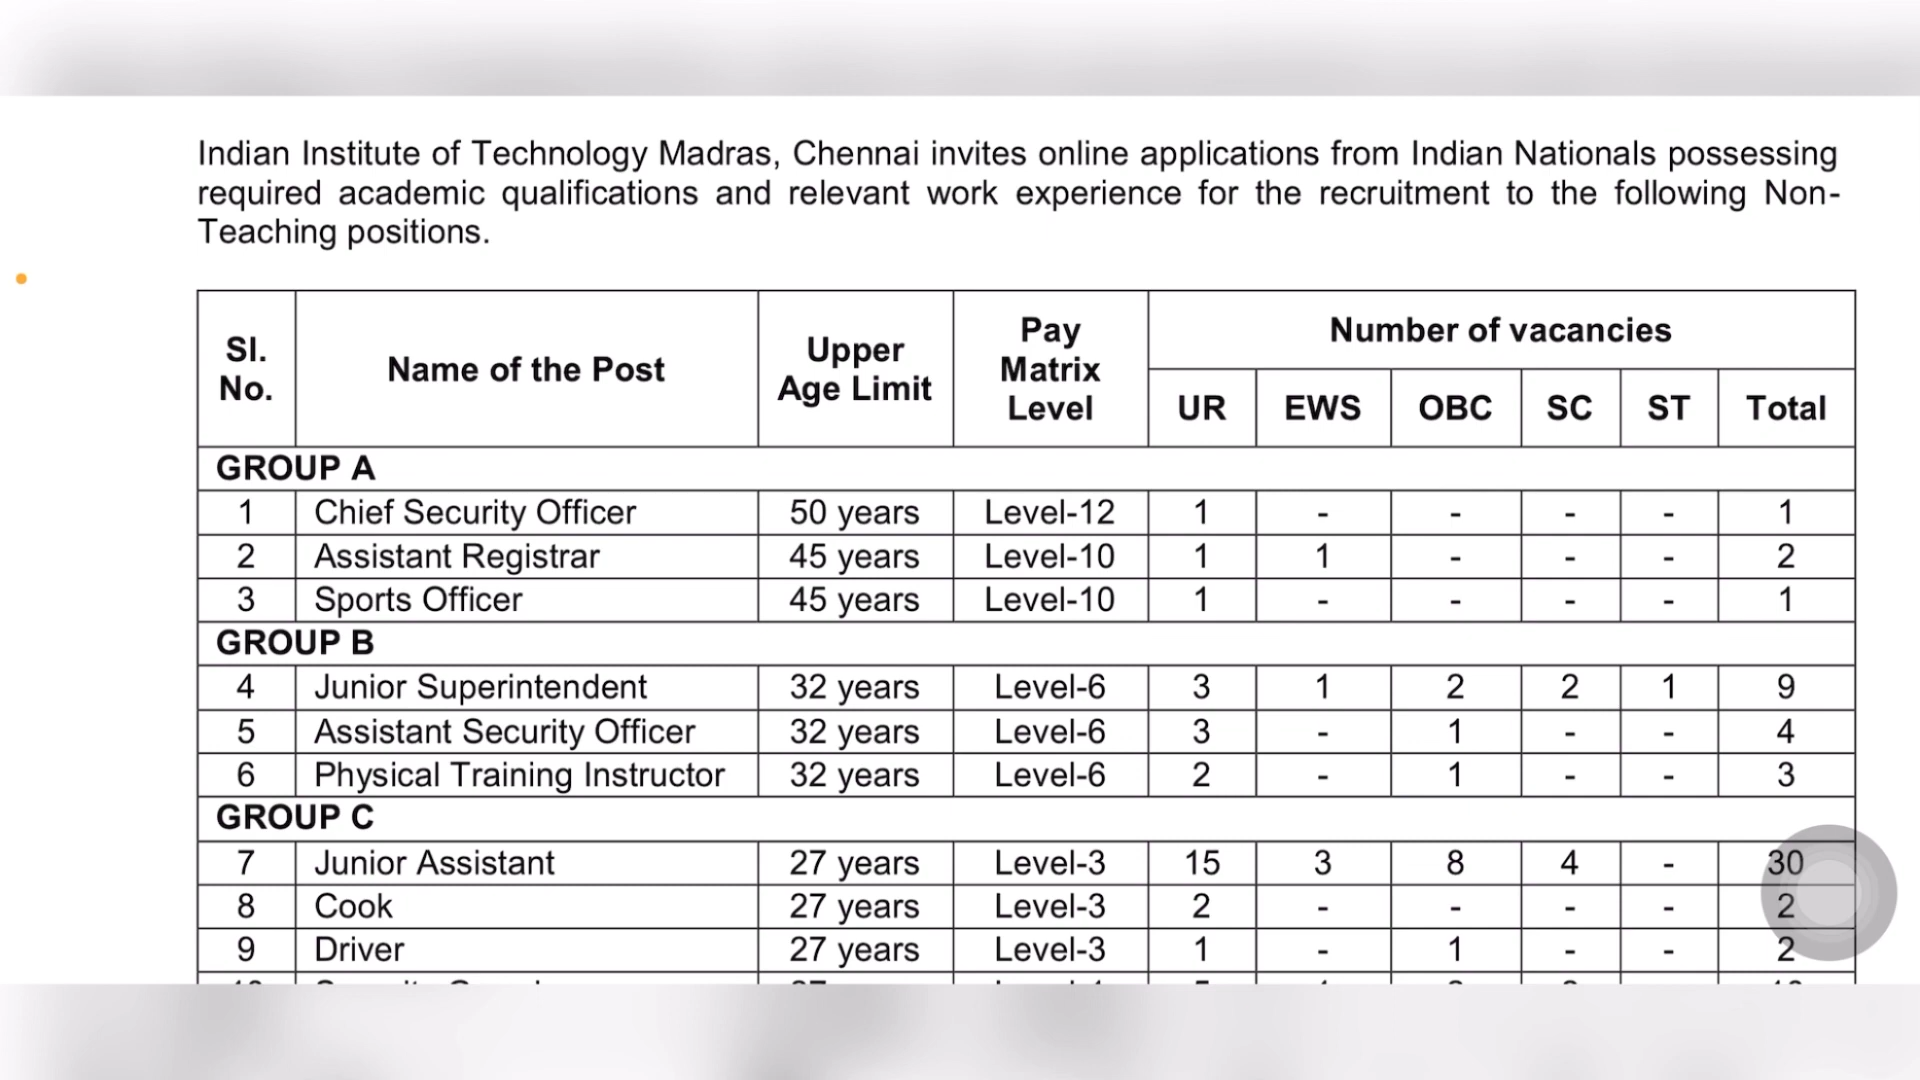 Indian Institute of Technology Madras, Chennai invites online applications from Indian Nationals possessing
required academic qualifications and relevant work experience for the recruitment to the following Non-
Teaching positions.
Sl. No. Name of the Post Upper Age Limit Pay Matrix Level Number of vacancies
UR EWS OBC SC ST Total
GROUP A
1 Chief Security Officer 50 years Level-12 1 - - - - 1
2 Assistant Registrar 45 years Level-10 1 1 - - - 2
3 Sports Officer 45 years Level-10 1 - - - - 1
GROUP B
4 Junior Superintendent 32 years Level-6 3 1 2 2 1 9
5 Assistant Security Officer 32 years Level-6 3 - 1 - - 4
6 Physical Training Instructor 32 years Level-6 2 - 1 - - 3
GROUP C
7 Junior Assistant 27 years Level-3 15 3 8 4 - 30
8 Cook 27 years Level-3 2 - - - - 2
9 Driver 27 years Level-3 1 - 1 - - 2